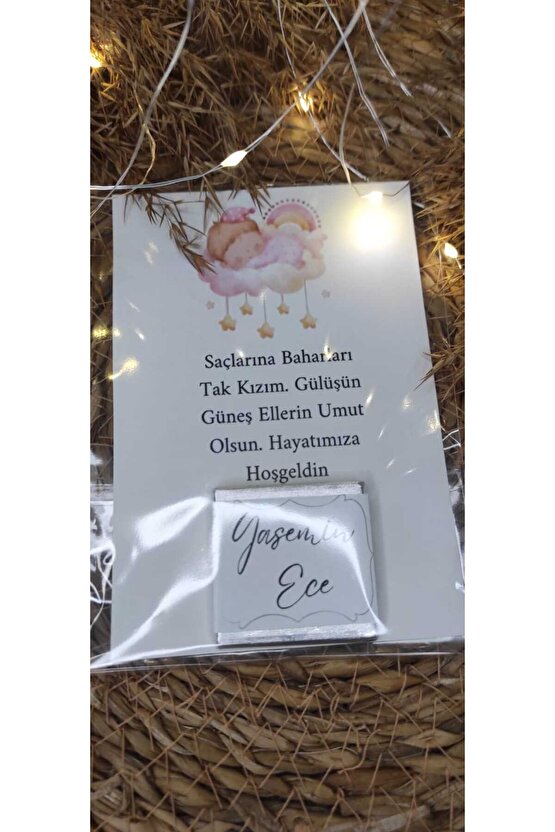 Saçlarına Baharları
Tak Kızım. Gülüşün
Güneş Ellerin Umut
Olsun. Hayatımıza
Hoşgeldin
Yasemin
Ece